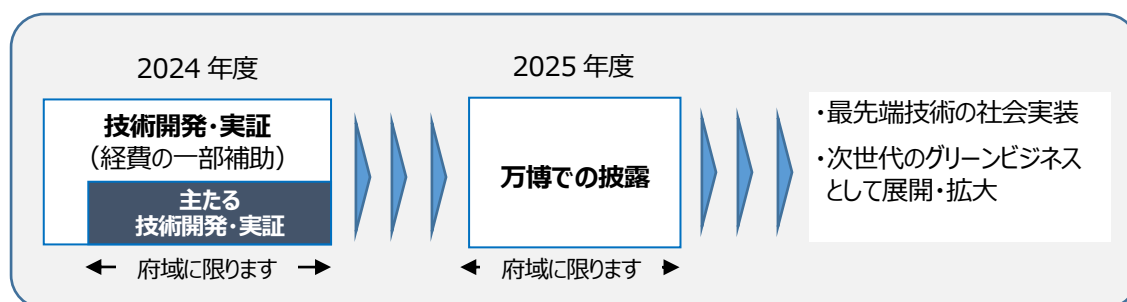 2024 年度
技術開発・実証
（経費の一部補助）
主たる
技術開発・実証
府域に限ります
2025 年度
万博での披露
府域に限ります
・最先端技術の社会実装
・次世代のグリーンビジネス
として展開・拡大